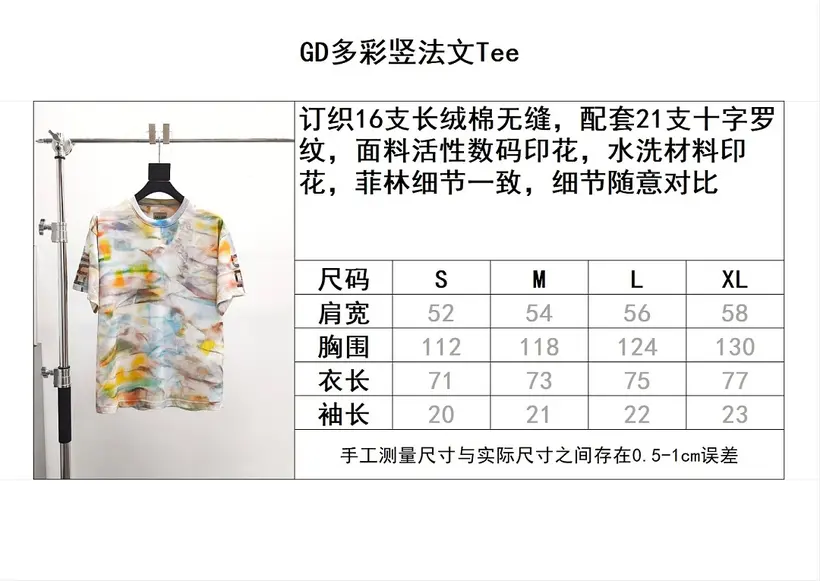 GD多彩竖法文Tee
订织16支长绒棉无缝，配套21支十字罗
纹，面料活性数码印花，水洗材料印
花，菲林细节一致，细节随意对比
尺码 S M L XL
肩宽 52 54 56 58
胸围 112 118 124 130
衣长 71 73 75 77
袖长 20 21 22 23
手工测量尺寸与实际尺寸之间存在0.5-1cm误差